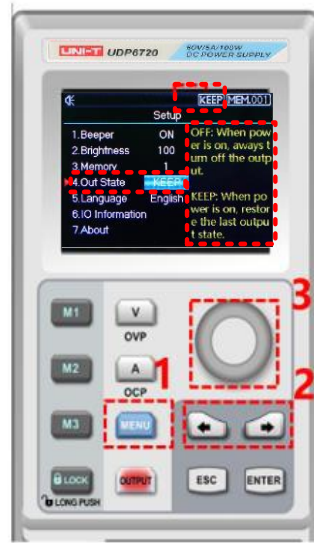 UNI-T UDP6720 60V/5A/100W
DC POWER SUPPLY
KEEP MEM.001
Setup
1.Beeper ON
2.Brightness 100
3.Memory 1
4.Out State KEEP
5.Language English
6.IO Information
7.About
OFF: When pow
er is on, aways t
urn off the outp
ut.
KEEP: When po
wer is on, restor
e the last outpu
t state.
3
M1 V
OVP
M2 A 1
OCP
2
M3 MENU
LOCK OUTPUT ESC ENTER
LONG PUSH